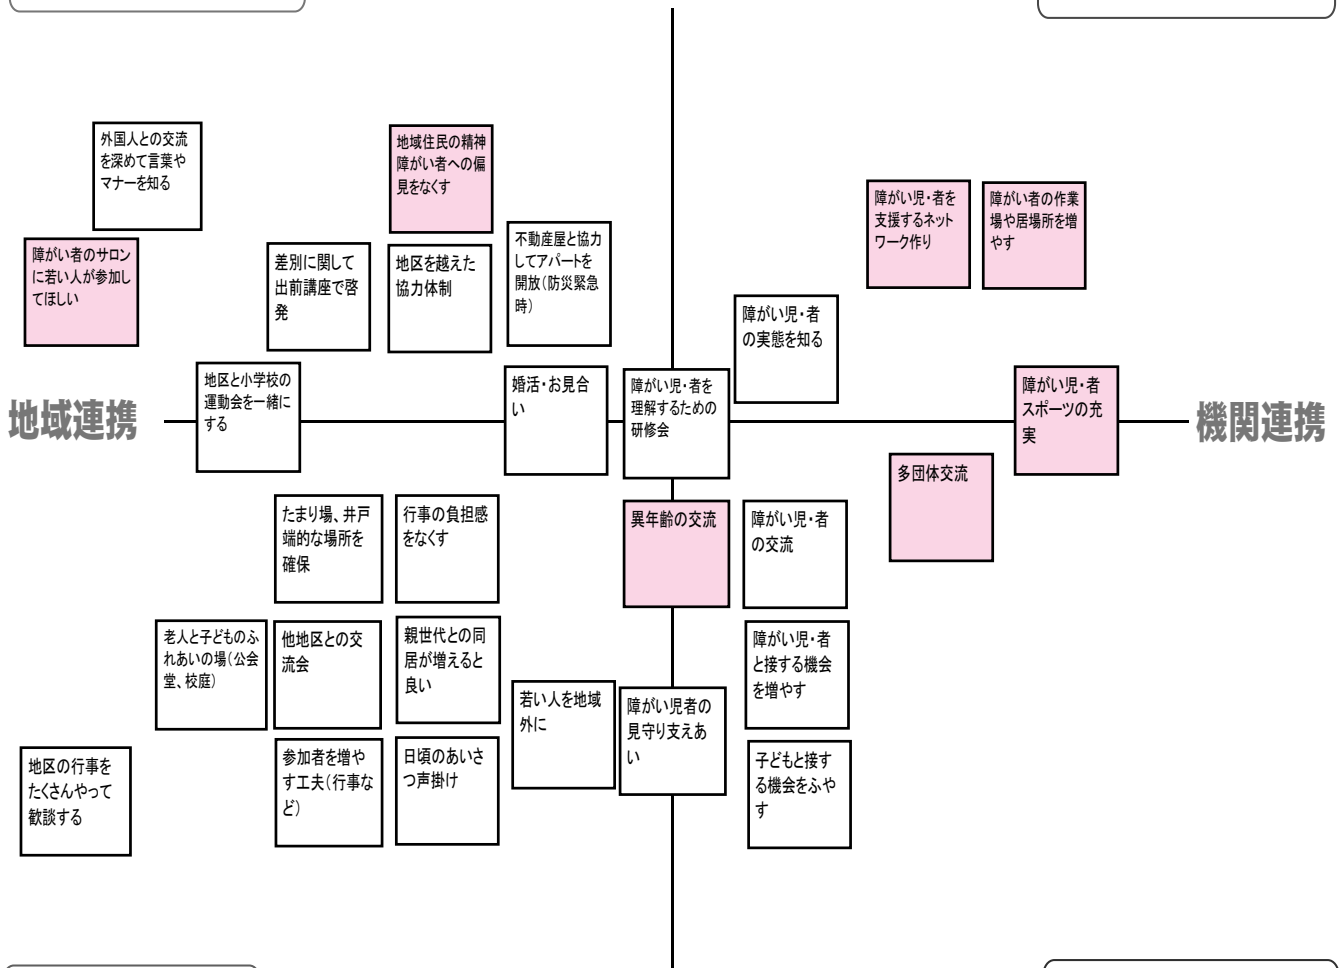 外国人との交流
を深めて言葉や
マナーを知る
地域住民の精神
障がい者への偏
見をなくす
障がい児・者を
支援するネット
ワーク作り
障がい者の作業
場や居場所を増
やす
障がい者のサロン
に若い人が参加し
てほしい
差別に関して
出前講座で啓
発
地区を越えた
協力体制
不動産屋と協力
してアパートを
開放（防災緊急
時）
障がい児・者
の実態を知る
地域連携
地区と小学校の
運動会を一緒に
する
婚活・お見合
い
障がい児・者を
理解するための
研修会
障がい児・者
スポーツの充
実
機関連携
多団体交流
たまり場、井戸
端的な場所を
確保
行事の負担感
をなくす
異年齢の交流
障がい児・者
の交流
老人と子どものふ
れあいの場（公会
堂、校庭）
他地区との交
流会
親世代との同
居が増えると
良い
若い人を地域
外に
障がい児者の
見守り支えあ
い
障がい児・者
と接する機会
を増やす
地区の行事を
たくさんやって
歓談する
参加者を増や
す工夫（行事な
ど）
日頃のあいさ
つ声掛け
子どもと接す
る機会をふや
す